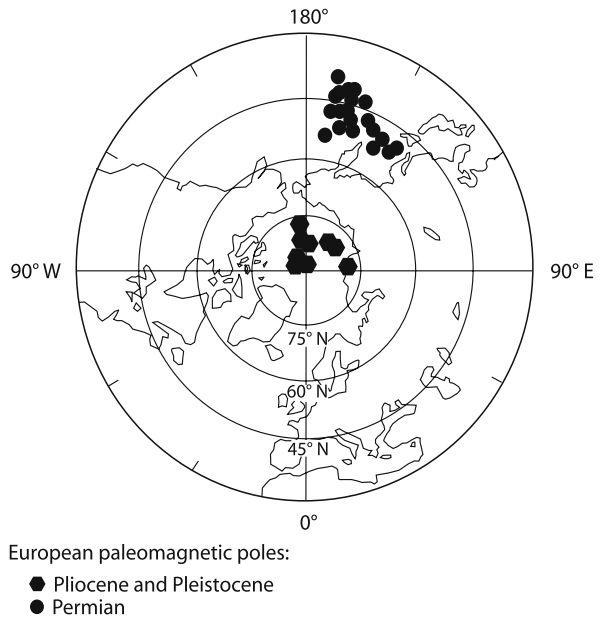 180°
90° W
90° E
75° N
60° N
45° N
0°
European paleomagnetic poles:
Pliocene and Pleistocene
Permian